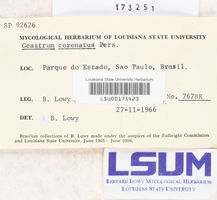 173251
SP 92626
MYCOLOGICAL HERBARIUM OF LOUISIANA STATE UNIVERSITY
Geastrum coronatus Pers.
LOC. Parque do Estado, Sao Paulo, Brasil.
Louisiana State University Herbarium
LSU00175423
LEG. B. Lowy No. 767BR
27-11-1966
DET. B. Lowy
Brazilian collections of B. Lowy made under the auspices of the Fulbright Commission
and Louisiana State University, June 1965 - June 1966.
LSUM
BERNARD LOWY MYCOLOGICAL HERBARIUM
LOUISIANA STATE UNIVERSITY